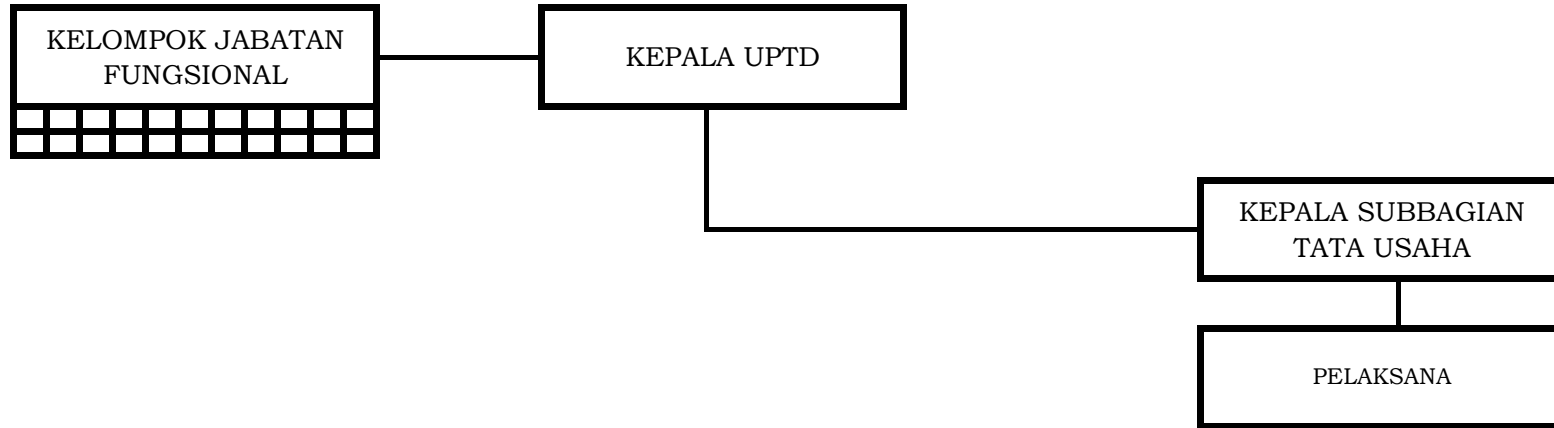 KELOMPOK JABATAN
FUNGSIONAL
KEPALA UPTD
KEPALA SUBBAGIAN
TATA USAHA
PELAKSANA